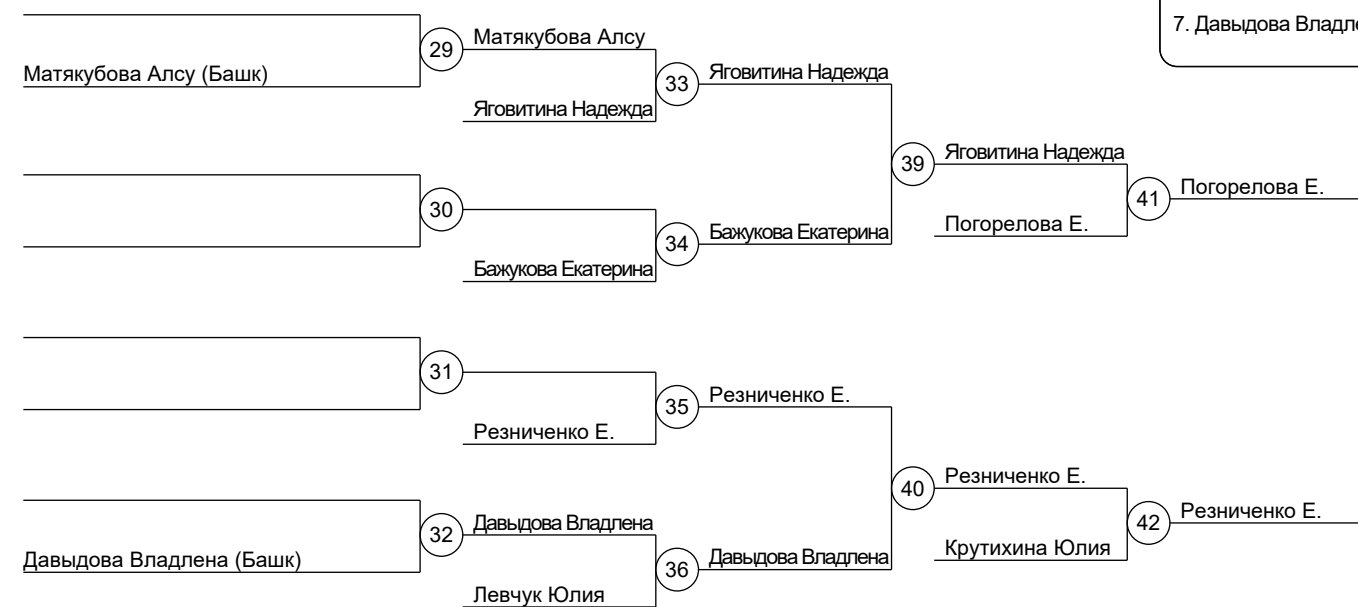 7. Давыдова Владле
29 Матякубова Алсу
Матякубова Алсу (Башк)
33 Яговитина Надежда
Яговитина Надежда
39 Яговитина Надежда
41 Погорелова Е.
30
Погорелова Е.
34 Бажукова Екатерина
Бажукова Екатерина
31
35 Резниченко Е.
Резниченко Е.
40 Резниченко Е.
42 Резниченко Е.
32 Давыдова Владлена
Крутихина Юлия
Давыдова Владлена (Башк)
36 Давыдова Владлена
Левчук Юлия